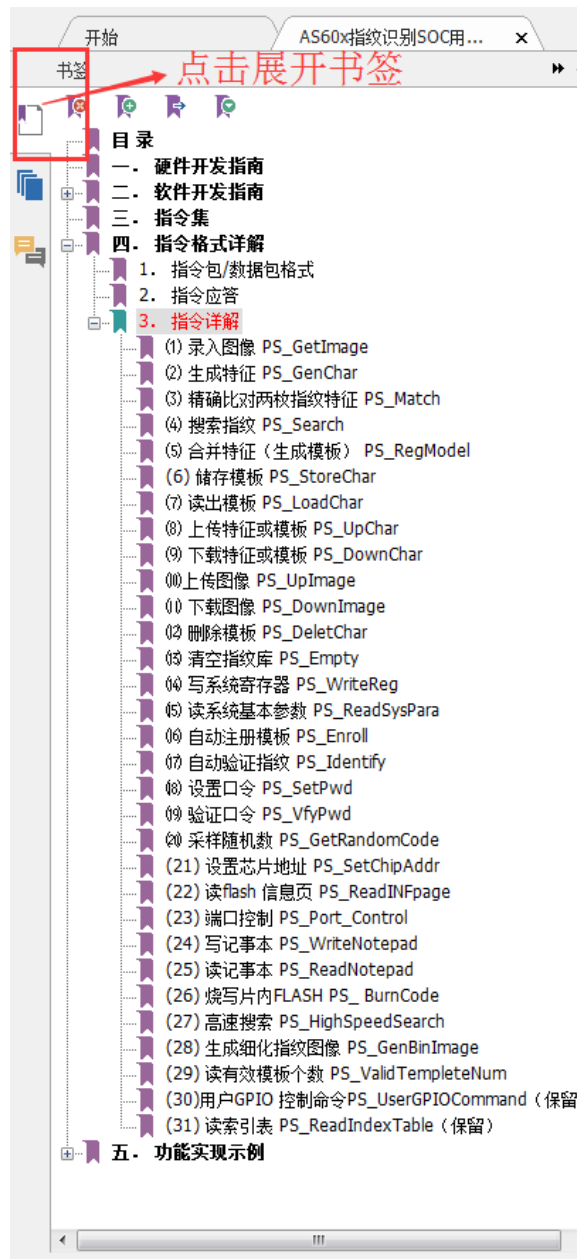 开始
AS60x指纹识别SOC用...
书签
点击展开书签
目录
一. 硬件开发指南
二. 软件开发指南
三. 指令集
四. 指令格式详解
1. 指令包/数据包格式
2. 指令应答
3. 指令详解
⑴ 录入图像 PS_GetImage
⑵ 生成特征 PS_GenChar
⑶ 精确比对两枚指纹特征 PS_Match
⑷ 搜索指纹 PS_Search
⑸ 合并特征（生成模板） PS_RegModel
(6) 储存模板 PS_StoreChar
⑺ 读出模板 PS_LoadChar
⑻ 上传特征或模板 PS_UpChar
⑼ 下载特征或模板 PS_DownChar
⑽上传图像 PS_UpImage
⑾ 下载图像 PS_DownImage
⑿ 删除模板 PS_DeletChar
⒀ 清空指纹库 PS_Empty
⒁ 写系统寄存器 PS_WriteReg
⒂ 读系统基本参数 PS_ReadSysPara
⒃ 自动注册模板 PS_Enroll
⒄ 自动验证指纹 PS_Identify
⒅ 设置口令 PS_SetPwd
⒆ 验证口令 PS_VfyPwd
⒇ 采样随机数 PS_GetRandomCode
(21) 设置芯片地址 PS_SetChipAddr
(22) 读flash 信息页 PS_ReadINFpage
(23) 端口控制 PS_Port_Control
(24) 写记事本 PS_WriteNotepad
(25) 读记事本 PS_ReadNotepad
(26) 烧写片内FLASH PS_ BurnCode
(27) 高速搜索 PS_HighSpeedSearch
(28) 生成细化指纹图像 PS_GenBinImage
(29) 读有效模板个数 PS_ValidTempleteNum
(30)用户GPIO 控制命令PS_UserGPIOCommand（保留
(31) 读索引表 PS_ReadIndexTable（保留）
五. 功能实现示例